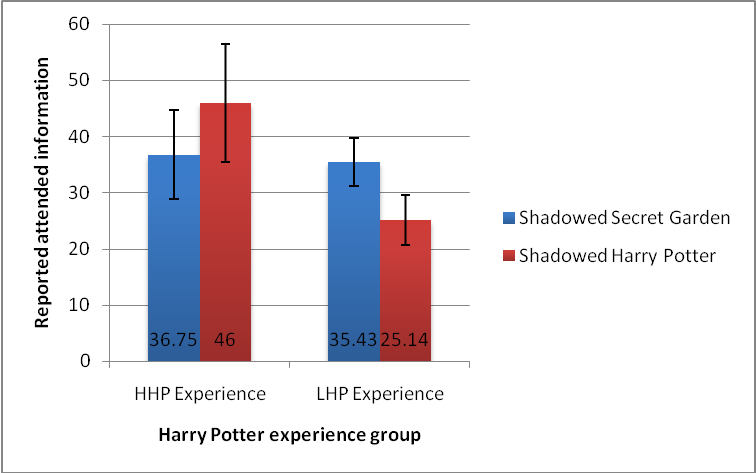 60
50
40
30
20
10
0
Reported attended information
36.75 46
35.43 25.14
HHP Experience
LHP Experience
Harry Potter experience group
Shadowed Secret Garden
Shadowed Harry Potter